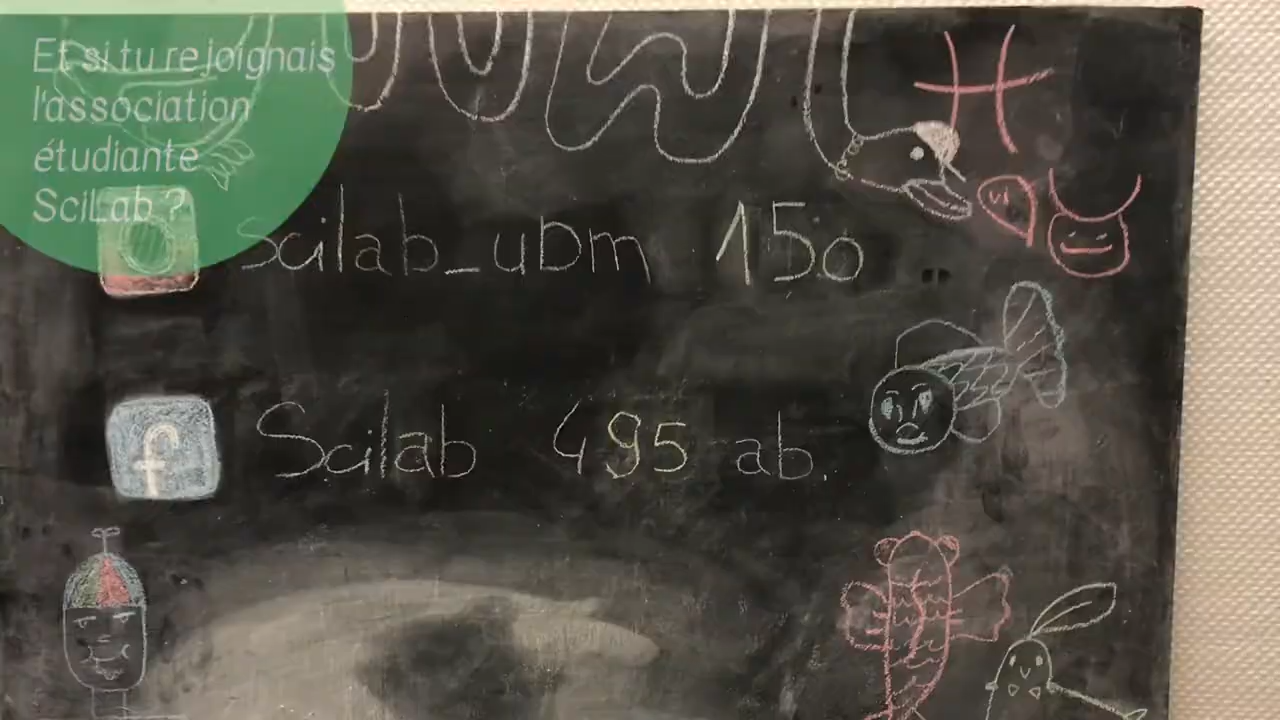 Et si tu rejoignais
l'association
étudiante
SciLab ?
Scilab_uBm 150
f
Scilab 495 ab.